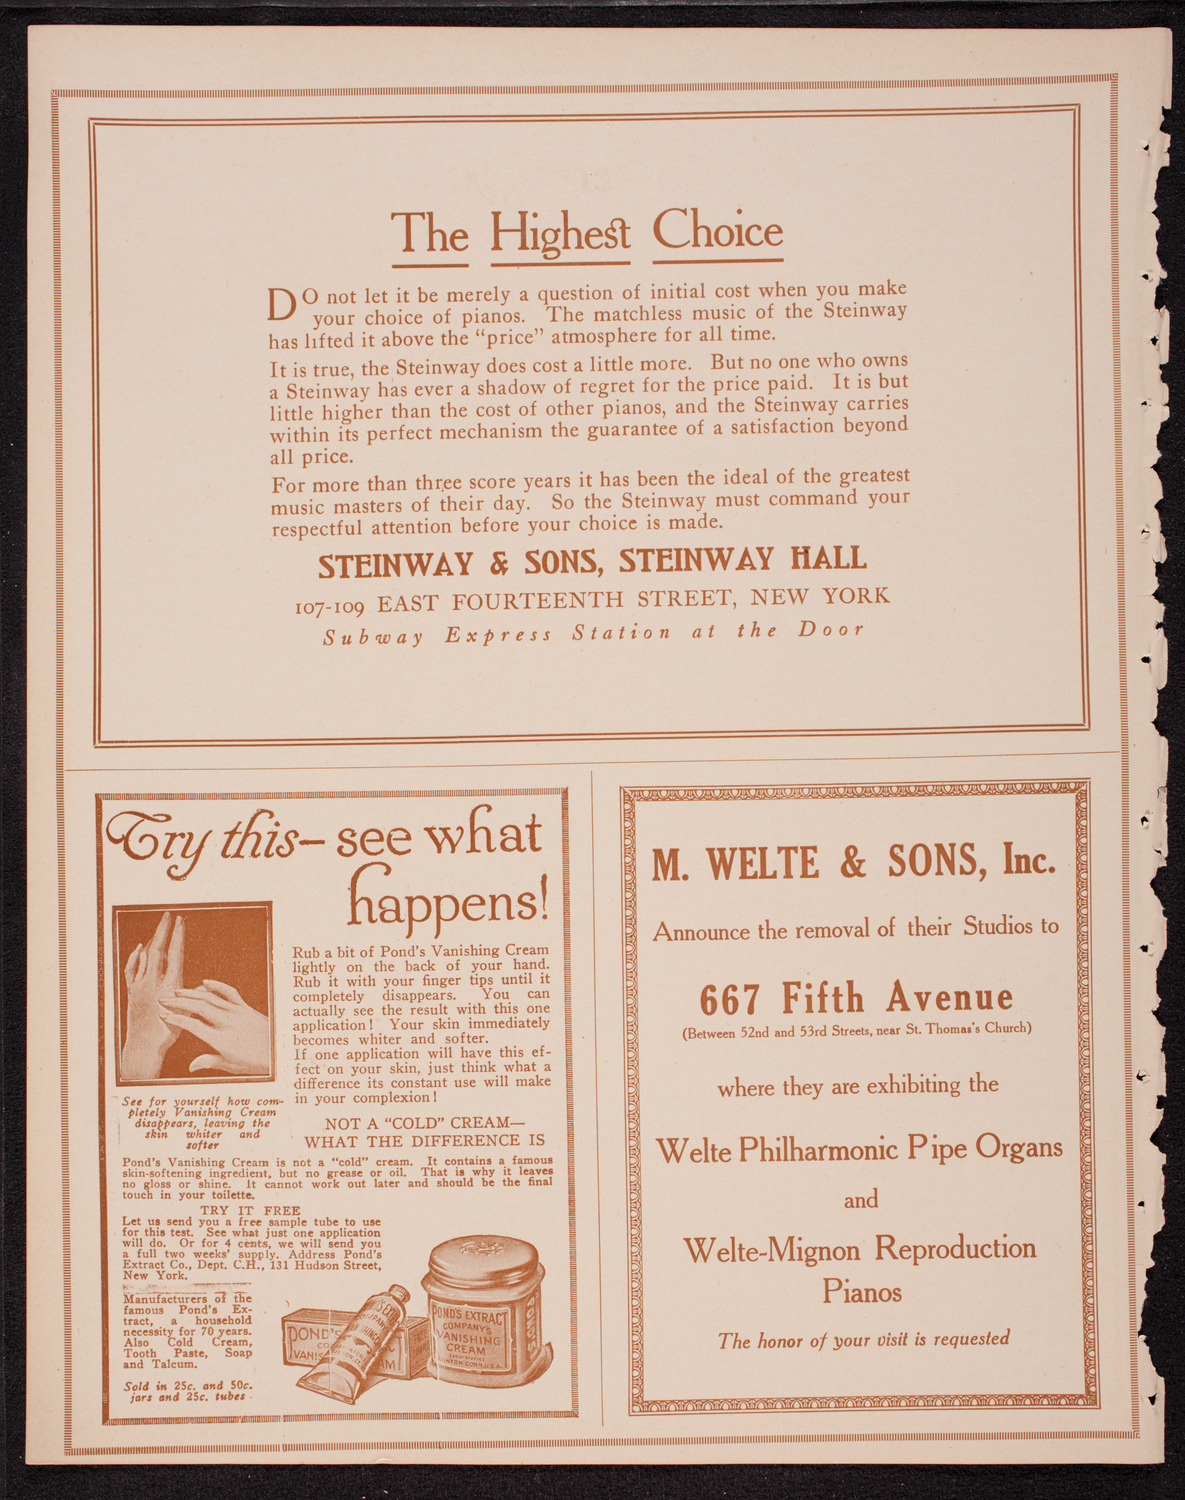 The Highest Choice
DO not let it be merely a question of initial cost when you make
your choice of pianos. The matchless music of the Steinway
has lifted it above the “price” atmosphere for all time.
It is true, the Steinway does cost a little more. But no one who owns
a Steinway has ever a shadow of regret for the price paid. It is but
little higher than the cost of other pianos, and the Steinway carries
within its perfect mechanism the guarantee of a satisfaction beyond
all price.
For more than three score years it has been the ideal of the greatest
music masters of their day. So the Steinway must command your
respectful attention before your choice is made.
STEINWAY & SONS, STEINWAY HALL
107-109 EAST FOURTEENTH STREET, NEW YORK
Subway Express Station at the Door
Try this—see what
happens!
Rub a bit of Pond's Vanishing Cream
lightly on the back of your hand.
Rub it with your finger tips until it
completely disappears. You can
actually see the result with this one
application! Your skin immediately
becomes whiter and softer.
If one application will have this ef-
fect on your skin, just think what a
difference its constant use will make
in your complexion!
See for yourself how com-
pletely Vanishing Cream
disappears, leaving the
skin whiter and
softer
NOT A “COLD” CREAM—
WHAT THE DIFFERENCE IS
Pond's Vanishing Cream is not a “cold” cream. It contains a famous
skin-softening ingredient, but no grease or oil. That is why it leaves
no gloss or shine. It cannot work out later and should be the final
touch in your toilette.
TRY IT FREE
Let us send you a free sample tube to use
for this test. See what just one application
will do. Or for 4 cents, we will send you
a full two weeks' supply. Address Pond's
Extract Co., Dept. C.H., 131 Hudson Street,
New York.
Manufacturers of the
famous Pond's Ex-
tract, a household
necessity for 70 years.
Also Cold Cream,
Tooth Paste, Soap
and Talcum.
Sold in 25c. and 50c.
jars and 25c. tubes.
POND'S
VANIS
AM
POND'S EXTRACT
COMPANY'S
VANISHING
CREAM
M. WELTE & SONS, Inc.
Announce the removal of their Studios to
667 Fifth Avenue
(Between 52nd and 53rd Streets, near St. Thomas's Church)
where they are exhibiting the
Welte Philharmonic Pipe Organs
and
Welte-Mignon Reproduction
Pianos
The honor of your visit is requested